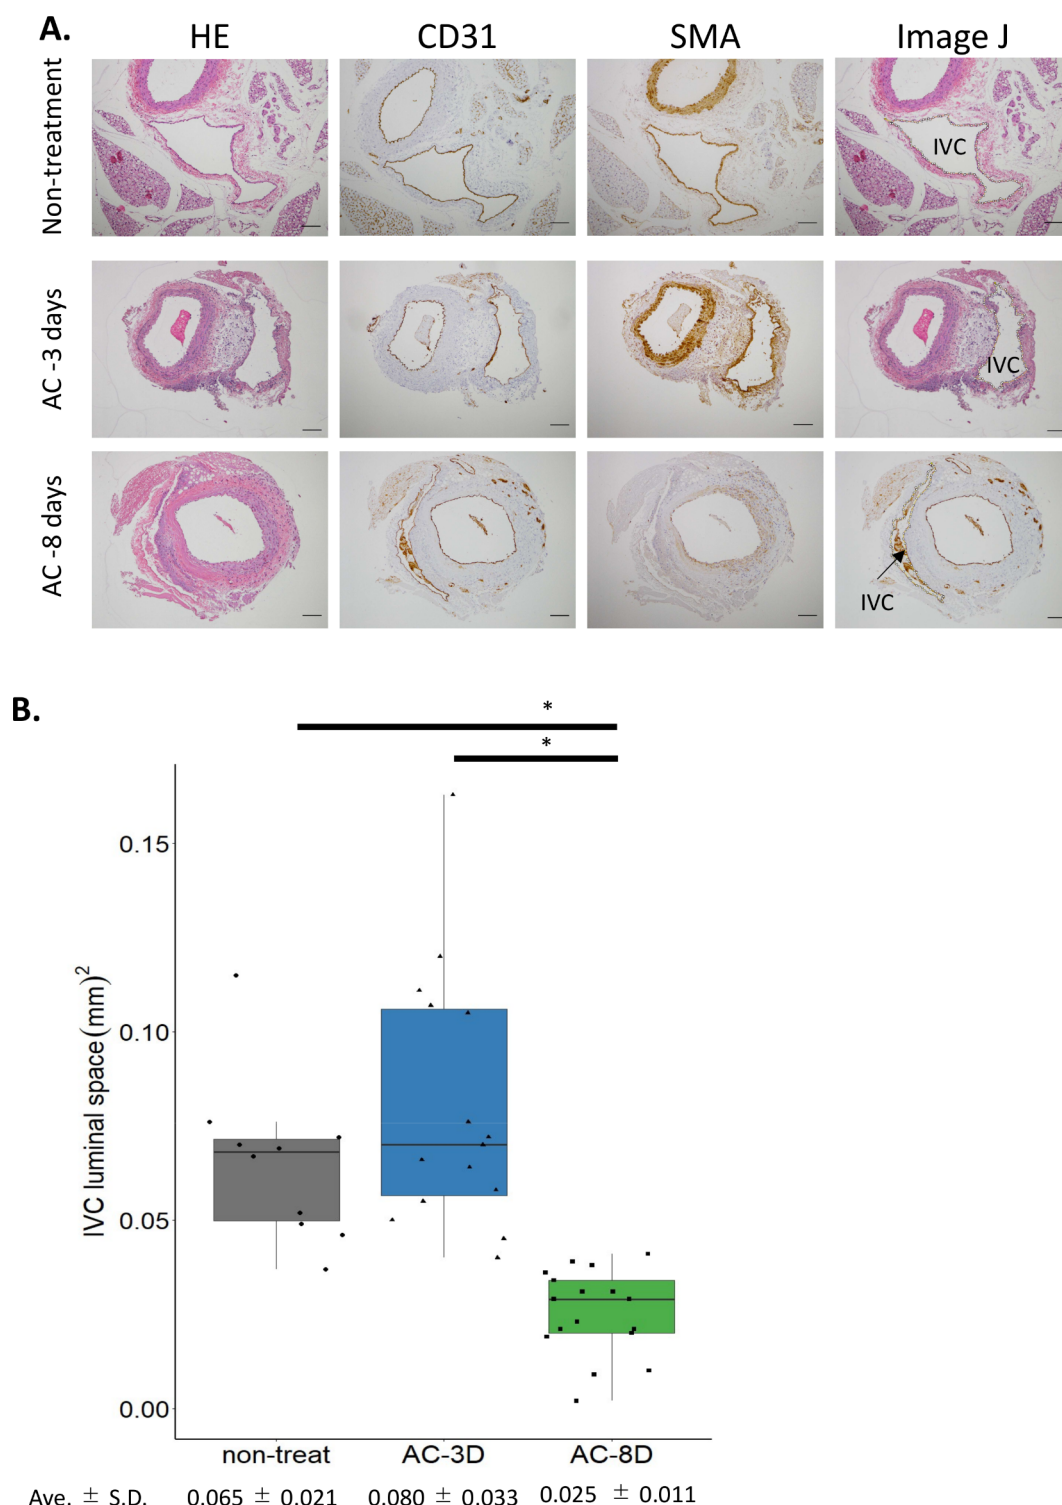 A.
HE CD31 SMA Image J
Non-treatment
IVC
AC -3 days
IVC
AC -8 days
IVC
B.
*
*
IVC luminal space(mm)²
0.15
0.10
0.05
0.00
non-treat AC-3D AC-8D
Ave. ± S.D. 0.065 ± 0.021 0.080 ± 0.033 0.025 ± 0.011